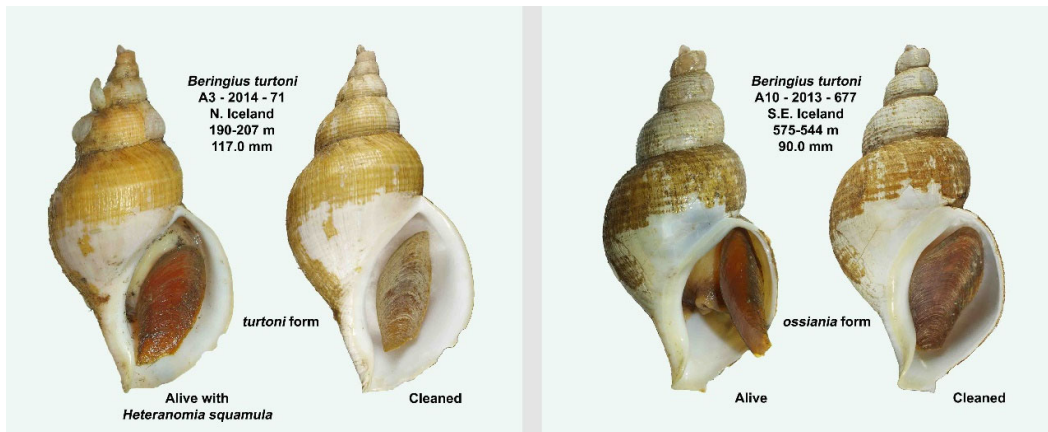 Beringius turtoni
A3 - 2014 - 71
N. Iceland
190-207 m
117.0 mm
turtoni form
Alive with
Heteranomia squamula
Cleaned
Beringius turtoni
A10 - 2013 - 677
S.E. Iceland
575-544 m
90.0 mm
ossiania form
Alive
Cleaned